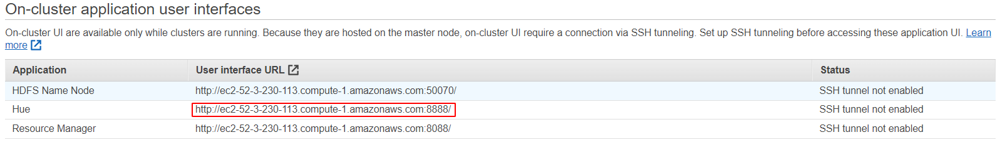 On-cluster application user interfaces
On-cluster UI are available only while clusters are running. Because they are hosted on the master node, on-cluster UI require a connection via SSH tunneling. Set up SSH tunneling before accessing these application UI. Learn
more
Application User interface URL Status
HDFS Name Node http://ec2-52-3-230-113.compute-1.amazonaws.com:50070/ SSH tunnel not enabled
Hue http://ec2-52-3-230-113.compute-1.amazonaws.com:8888/ SSH tunnel not enabled
Resource Manager http://ec2-52-3-230-113.compute-1.amazonaws.com:8088/ SSH tunnel not enabled